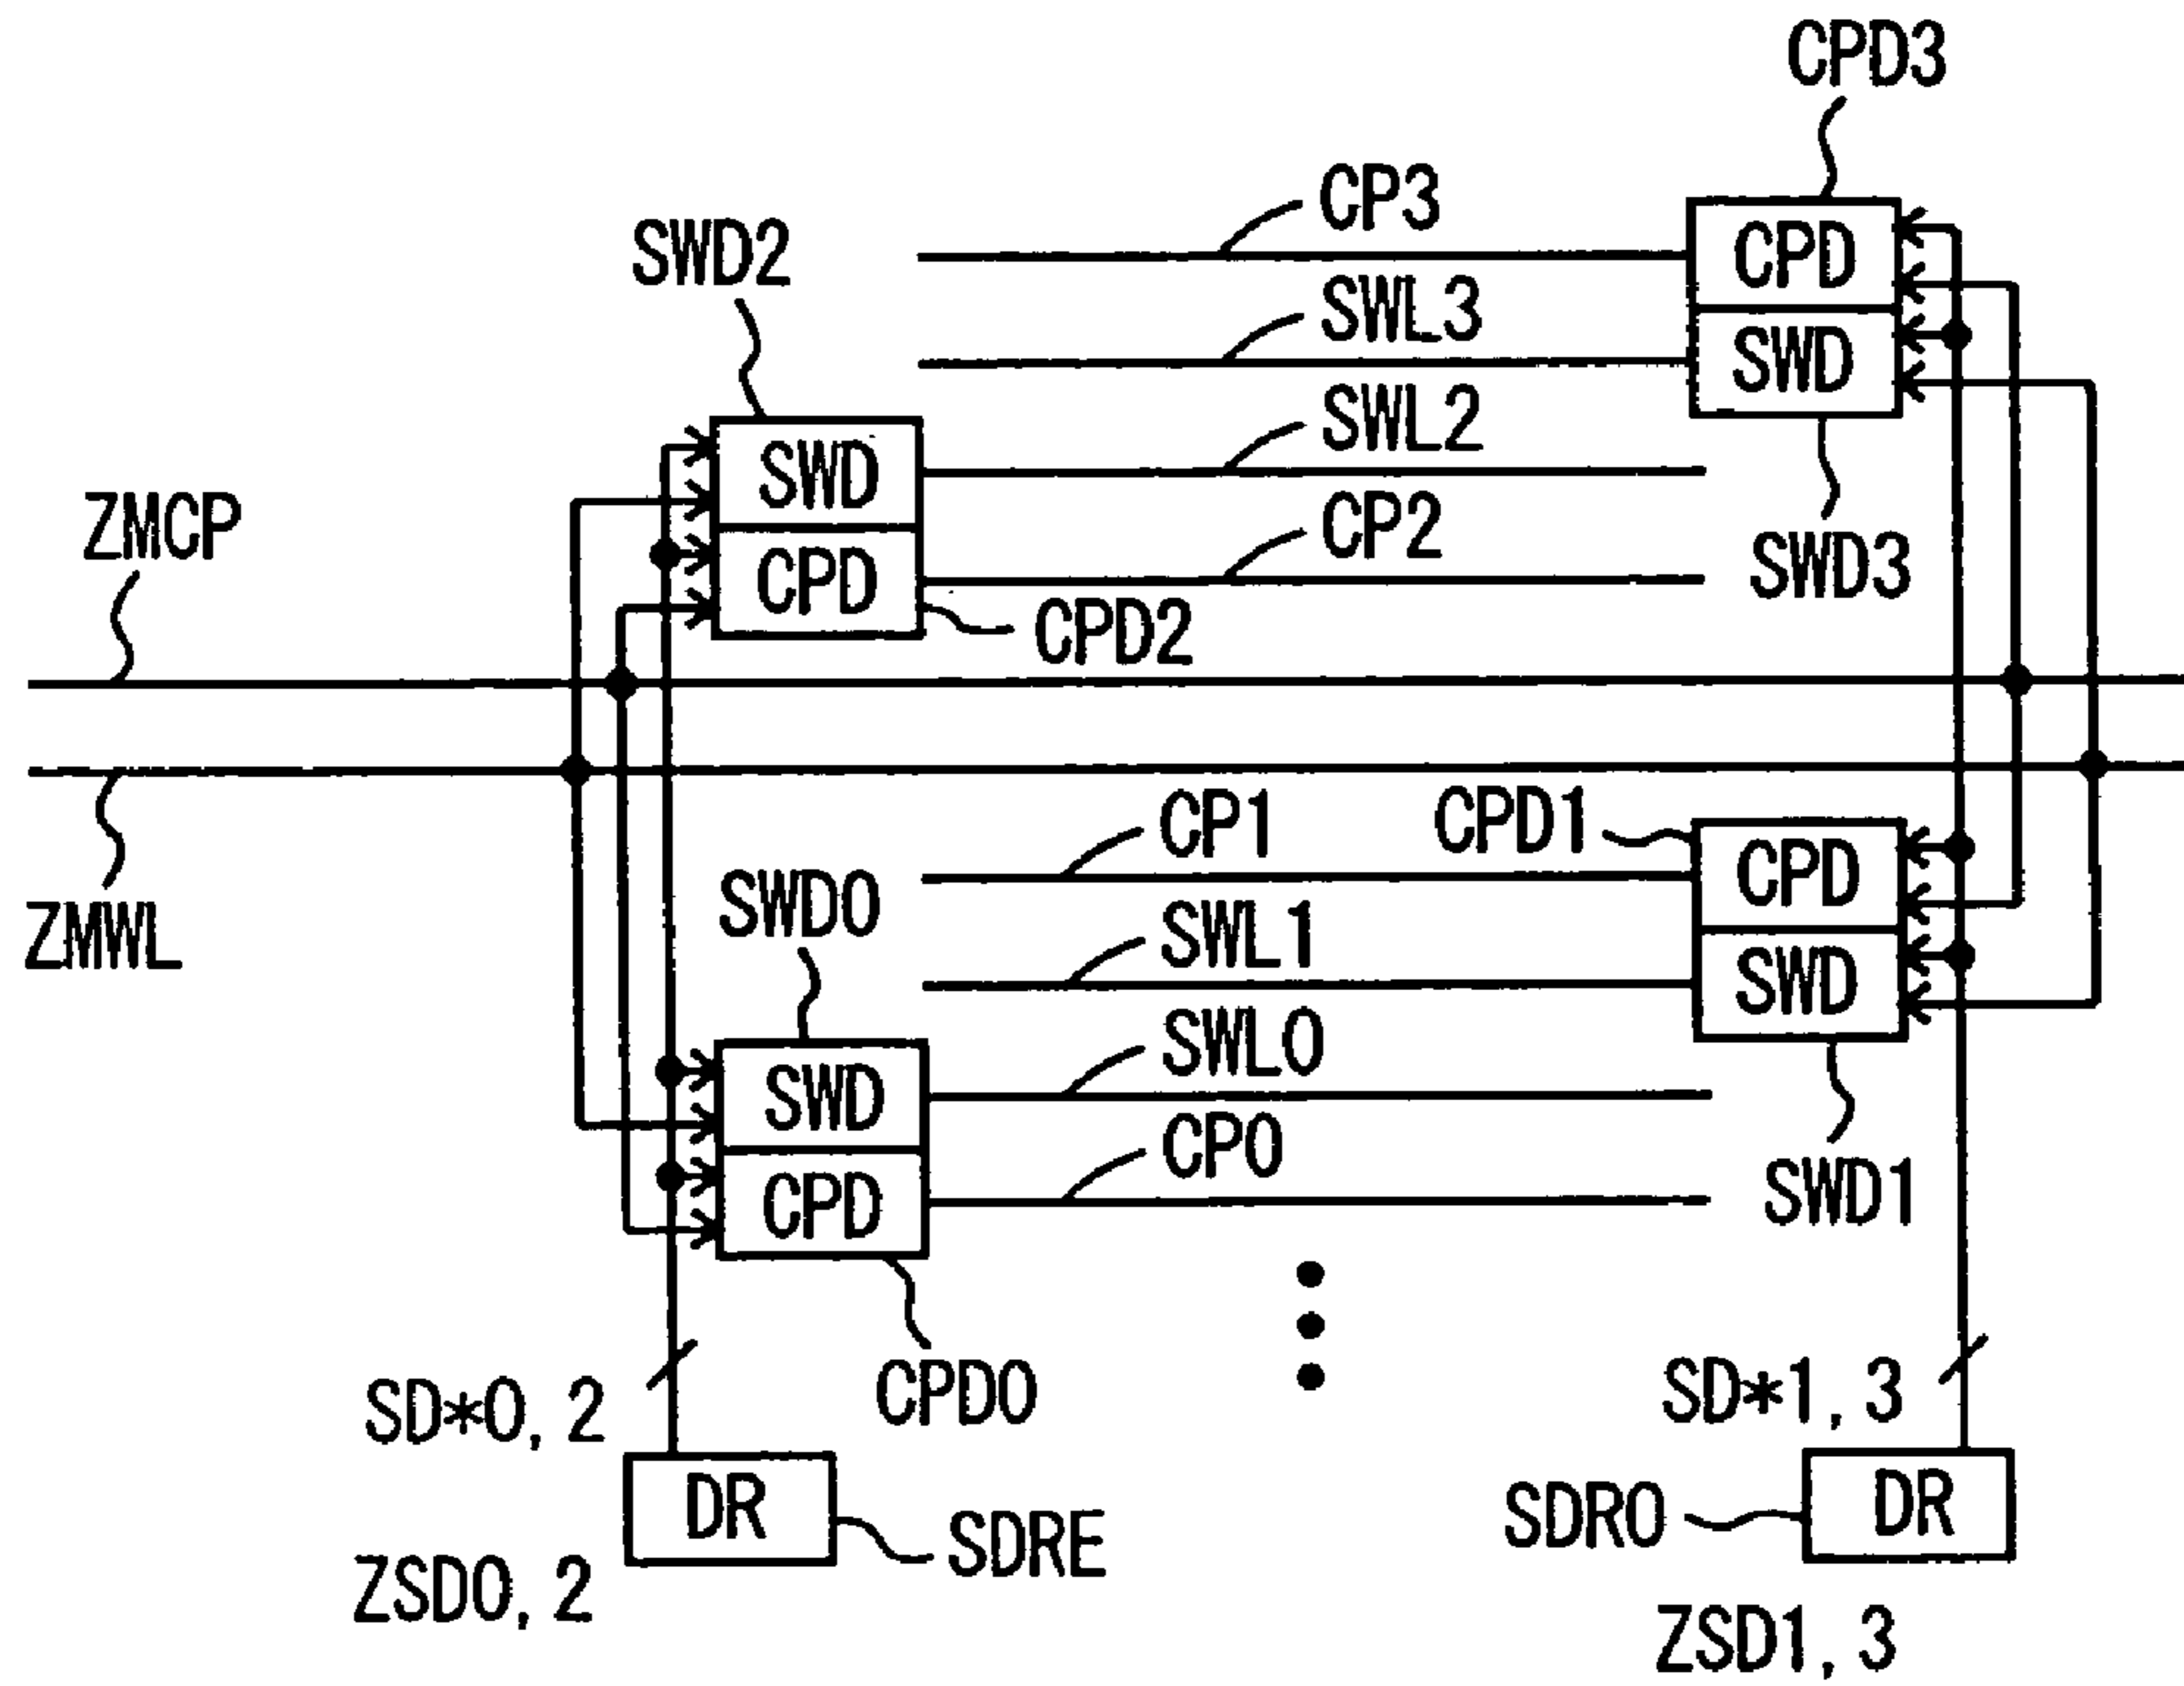 CPD3
CP3
SWD2
CPD
SWL3
SWD
SWL2
SWD
ZMCP
CP2
CPD
SWD3
CPD2
CP1
CPD1
CPD
SWD0
ZMWL
SWL1
SWD
SWL0
SWD
CP0
CPD
SWD1
CPD0
SD*0, 2
SD*1, 3
DR
SDRE
SDRO
DR
ZSD0, 2
ZSD1, 3